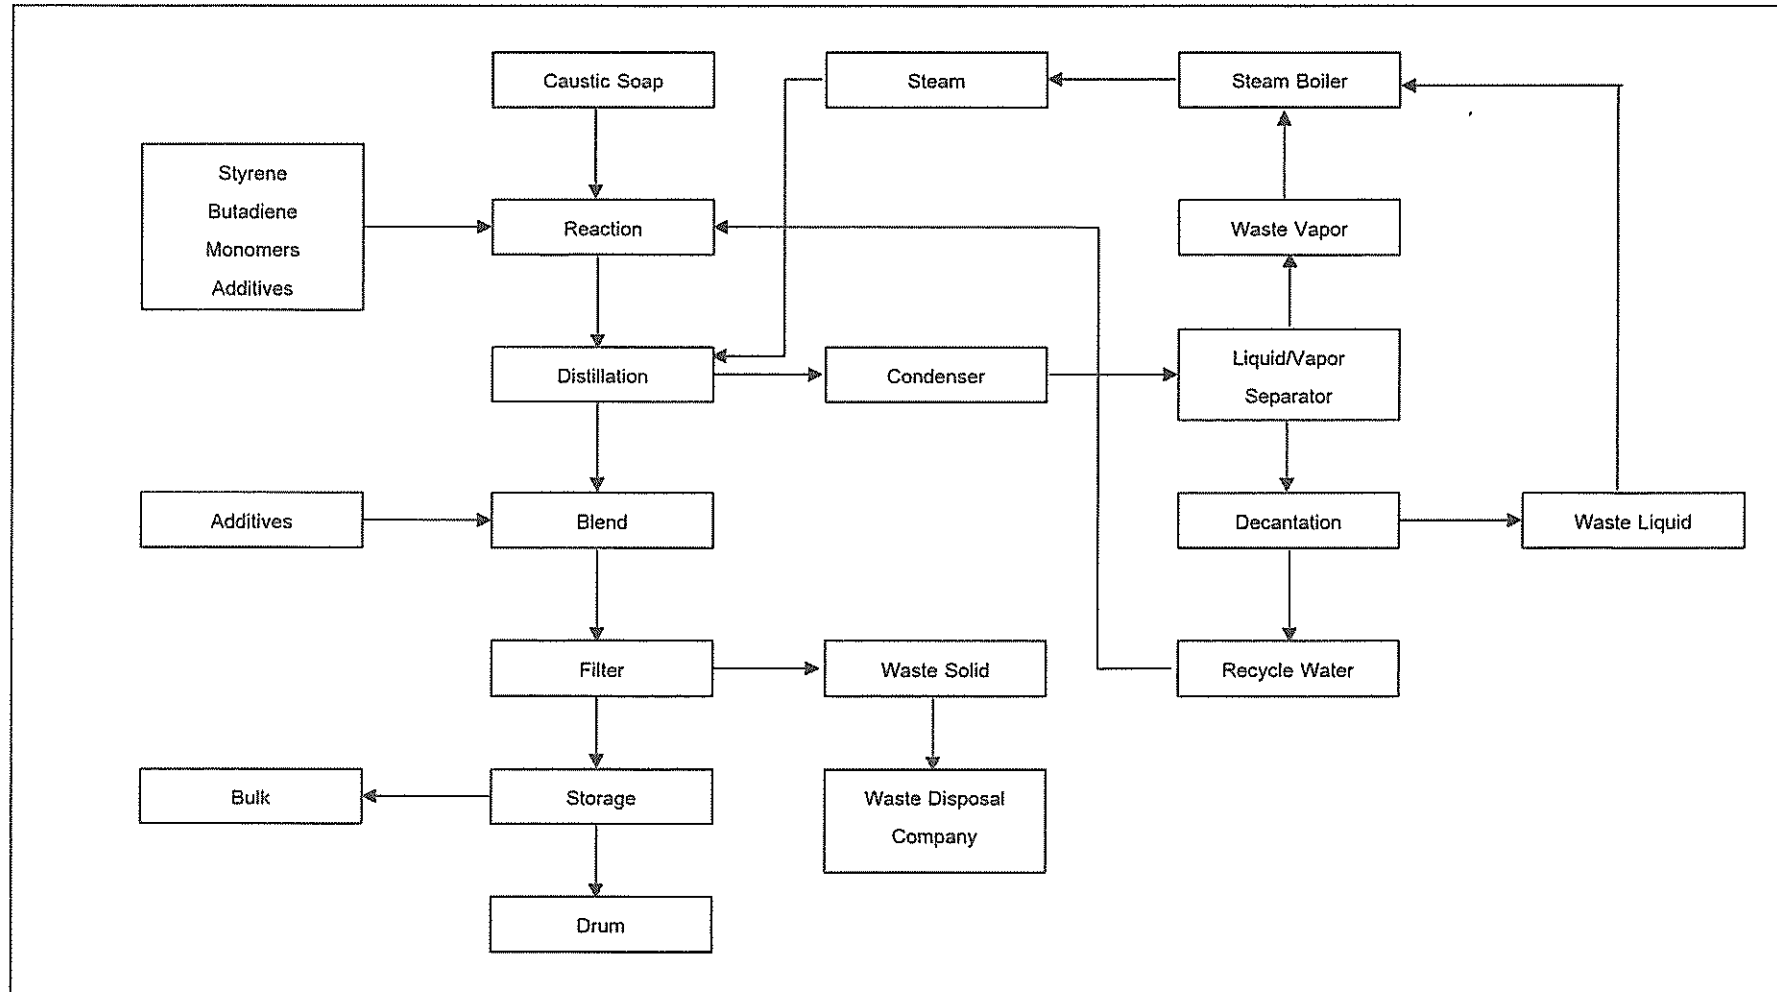 Caustic Soap
Steam
Steam Boiler
Styrene
Butadiene
Monomers
Additives
Reaction
Waste Vapor
Distillation
Condenser
Liquid/Vapor
Separator
Additives
Blend
Decantation
Waste Liquid
Filter
Waste Solid
Recycle Water
Bulk
Storage
Waste Disposal
Company
Drum